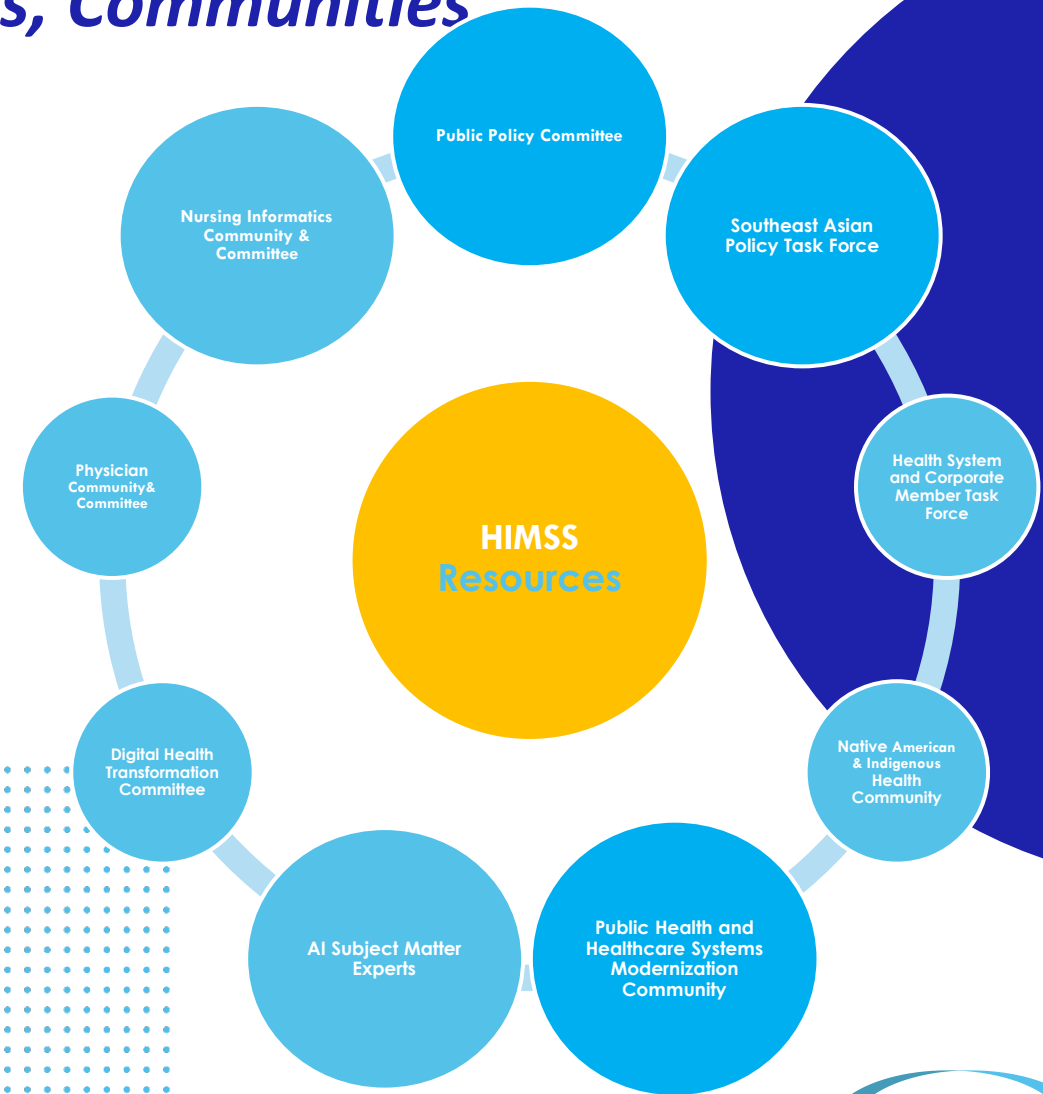 s, Communities
Public Policy Committee
Southeast Asian
Policy Task Force
Health System
and Corporate
Member Task
Force
Native American
& Indigenous
Health
Community
Public Health and
Healthcare Systems
Modernization
Community
AI Subject Matter
Experts
Digital Health
Transformation
Committee
Physician
Community&
Committee
Nursing Informatics
Community &
Committee
HIMSS
Resources